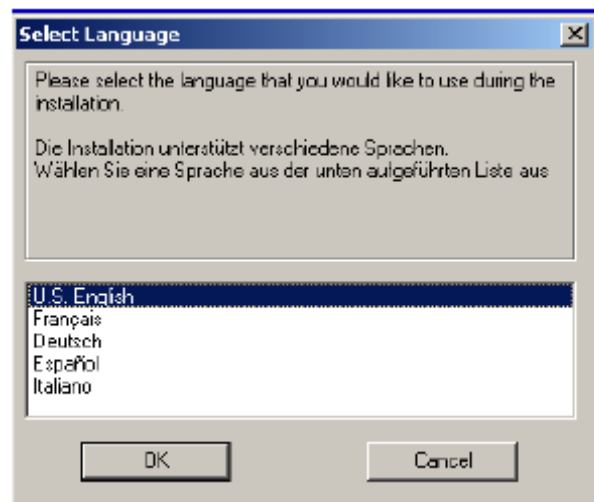 Select Language
Please select the language that you would like to use during the
installation.
Die Installation unterstützt verschiedene Sprachen.
Wählen Sie eine Sprache aus der unten aufgeführten Liste aus
U.S. English
Français
Deutsch
Español
Italiano
OK
Cancel